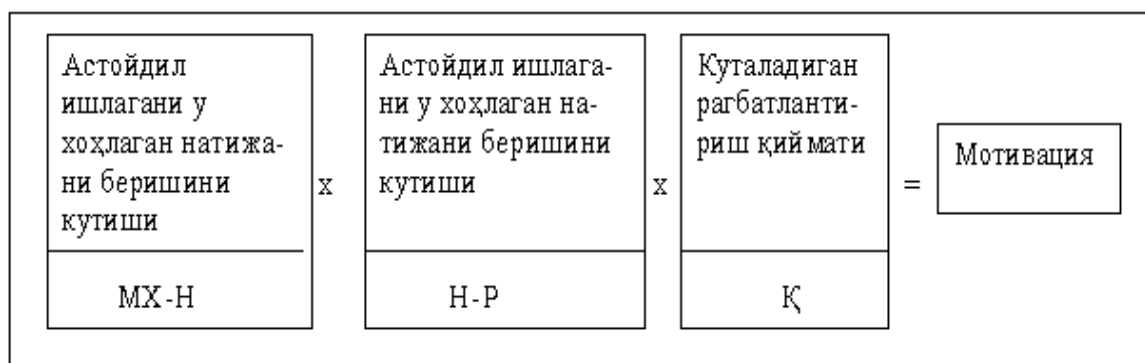 Астойдил
ишлагани у
хоҳлаган натижа-
ни беришини
кутиши
МХ-Н
х
Астойдил ишлага-
ни у хоҳлаган на-
тижани беришини
кутиши
Н-Р
х
Куталадиган
рагбатланти-
риш қиймати
Қ
=
Мотивация